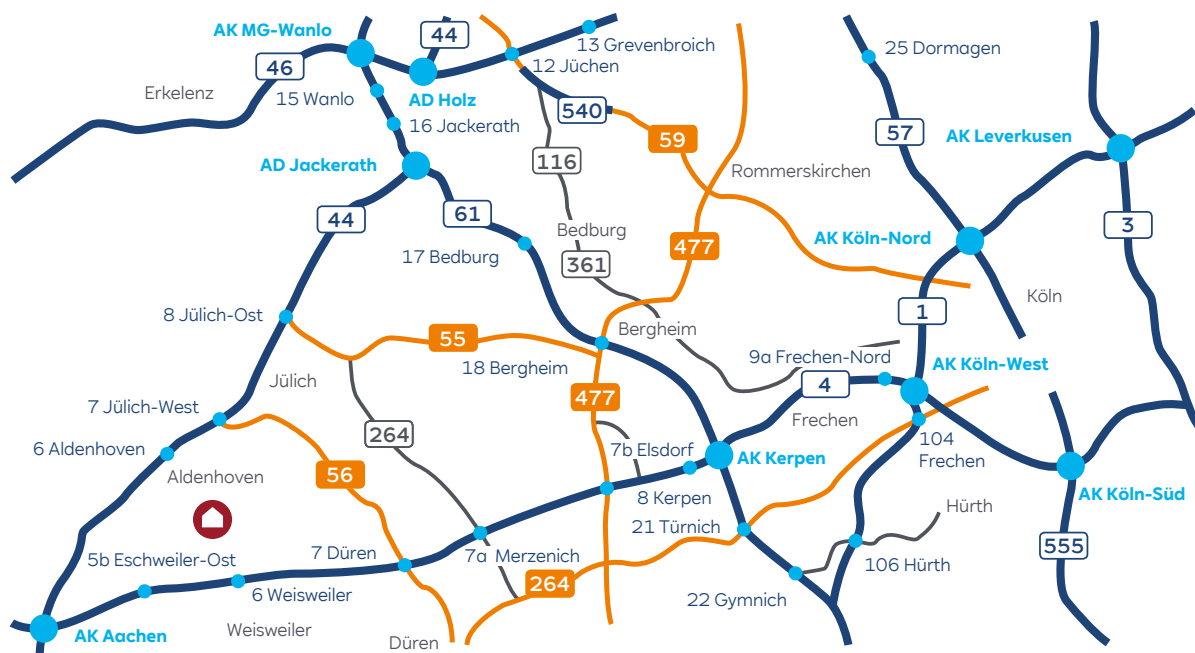 AK MG-Wanlo
44
13 Grevenbroich
12 Jüchen
25 Dormagen
46
15 Wanlo
AD Holz
Erkelenz
540
16 Jackerath
57
AK Leverkusen
59
116
AD Jackerath
Rommerskirchen
44
61
Bedburg
3
477
AK Köln-Nord
17 Bedburg
361
Köln
8 Jülich-Ost
1
Bergheim
55
18 Bergheim
9a Frechen-Nord
AK Köln-West
Jülich
4
477
7 Jülich-West
Frechen
264
104
Frechen
6 Aldenhoven
7b Elsdorf
AK Kerpen
Aldenhoven
56
8 Kerpen
AK Köln-Süd
Hürth
21 Türnich
5b Eschweiler-Ost
7 Düren
7a Merzenich
555
106 Hürth
264
6 Weisweiler
22 Gymnich
AK Aachen
Weisweiler
Düren